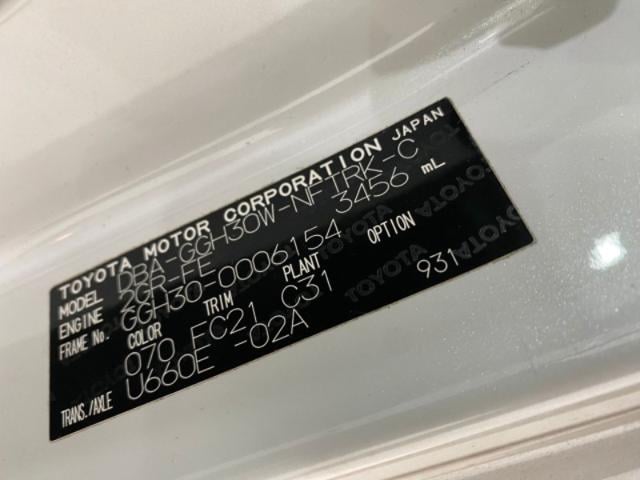 TOYOTA MOTOR CORPORATION JAPAN
MODEL DBA-GGH30W-NFTRK-C
ENGINE 2GR-FE 3456 mL
FRAME No. GGH30-0006154
COLOR TRIM PLANT OPTION
070 FC21 C31 931
TRANS./AXLE U660E -02A